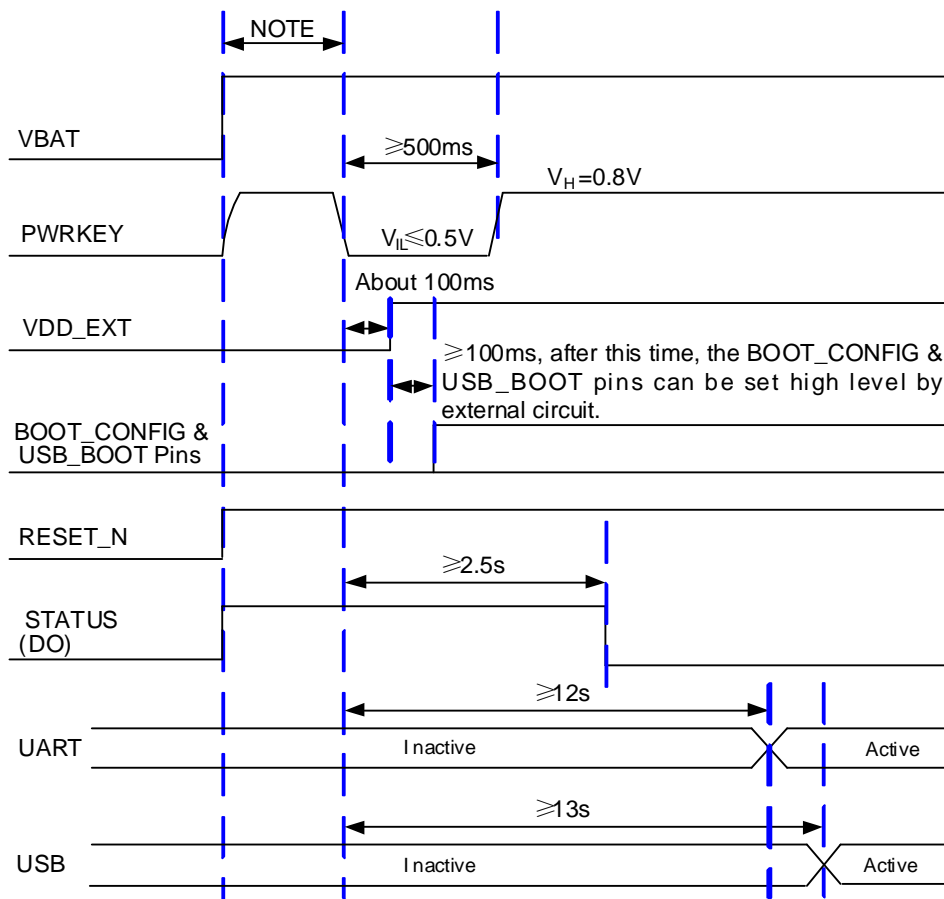 NOTE
VBAT
≥500ms
VH=0.8V
PWRKEY
VIL≤0.5V
About 100ms
VDD_EXT
≥100ms, after this time, the BOOT_CONFIG &
USB_BOOT pins can be set high level by
external circuit.
BOOT_CONFIG &
USB_BOOT Pins
RESET_N
≥2.5s
STATUS
(DO)
≥12s
UART
Inactive
Active
≥13s
USB
Inactive
Active